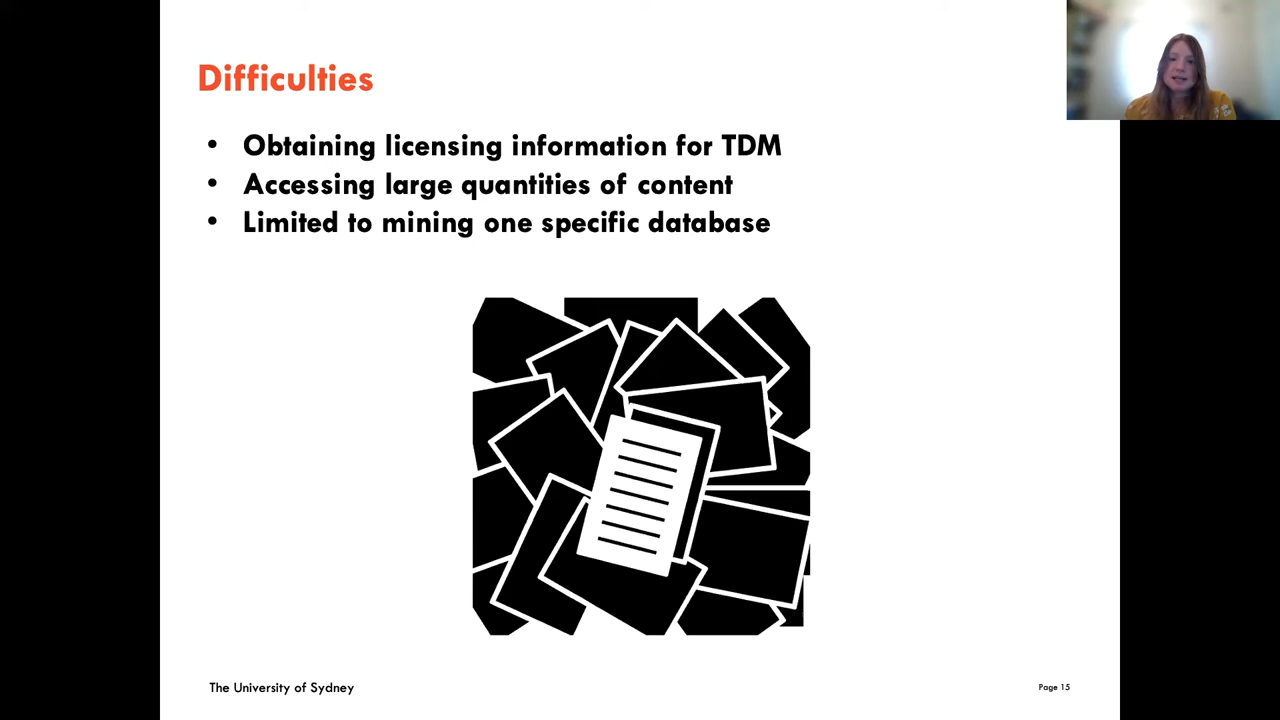 Difficulties
• Obtaining licensing information for TDM
• Accessing large quantities of content
• Limited to mining one specific database
The University of Sydney
Page 15